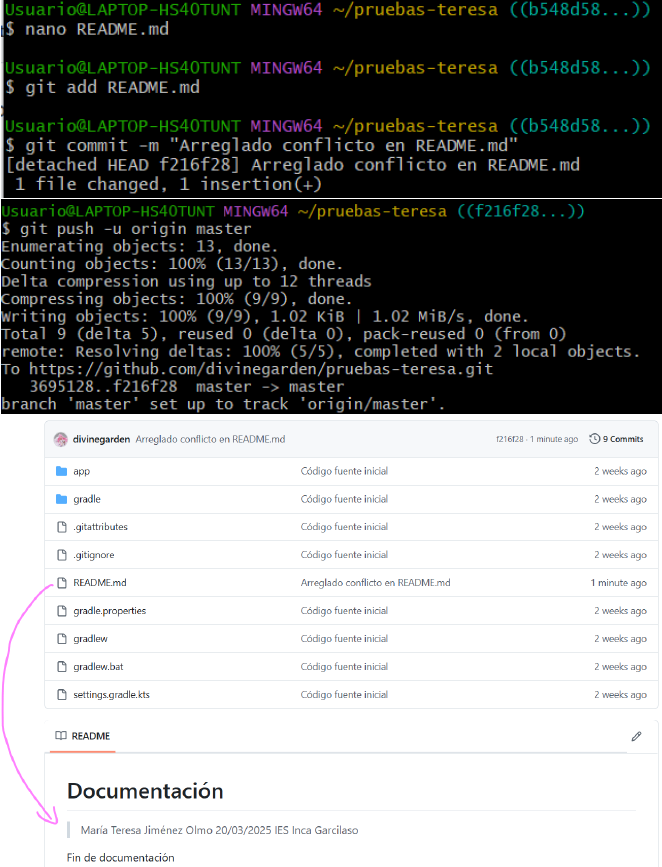 Usuario@LAPTOP-HS4OTUNT MINGW64 ~/pruebas-teresa ((b548d58...))
$ nano README.md
Usuario@LAPTOP-HS4OTUNT MINGW64 ~/pruebas-teresa ((b548d58...))
$ git add README.md
Usuario@LAPTOP-HS4OTUNT MINGW64 ~/pruebas-teresa ((b548d58...))
$ git commit -m "Arreglado conflicto en README.md"
[detached HEAD f216f28] Arreglado conflicto en README.md
1 file changed, 1 insertion(+)
Usuario@LAPTOP-HS4OTUNT MINGW64 ~/pruebas-teresa ((f216f28...))
$ git push -u origin master
Enumerating objects: 13, done.
Counting objects: 100% (13/13), done.
Delta compression using up to 12 threads
Compressing objects: 100% (9/9), done.
Writing objects: 100% (9/9), 1.02 KiB | 1.02 MiB/s, done.
Total 9 (delta 5), reused 0 (delta 0), pack-reused 0 (from 0)
remote: Resolving deltas: 100% (5/5), completed with 2 local objects.
To https://github.com/divinegarden/pruebas-teresa.git
3695128..f216f28 master -> master
branch 'master' set up to track 'origin/master'.
divinegarden Arreglado conflicto en README.md f216f28 · 1 minute ago 9 Commits
app Código fuente inicial 2 weeks ago
gradle Código fuente inicial 2 weeks ago
.gitattributes Código fuente inicial 2 weeks ago
.gitignore Código fuente inicial 2 weeks ago
README.md Arreglado conflicto en README.md 1 minute ago
gradle.properties Código fuente inicial 2 weeks ago
gradlew Código fuente inicial 2 weeks ago
gradlew.bat Código fuente inicial 2 weeks ago
settings.gradle.kts Código fuente inicial 2 weeks ago
README
Documentación
María Teresa Jiménez Olmo 20/03/2025 IES Inca Garcilaso
Fin de documentación